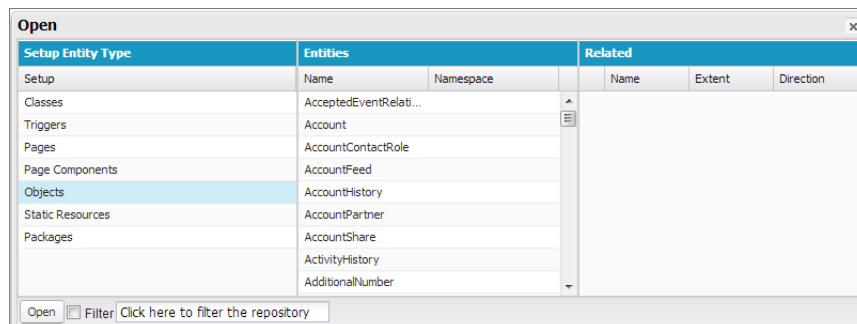 Open
Setup Entity Type Entities Related
Setup Name Namespace Name Extent Direction
Classes AcceptedEventRelati...
Triggers Account
Pages AccountContactRole
Page Components AccountFeed
Objects AccountHistory
Static Resources AccountPartner
Packages AccountShare
ActivityHistory
AdditionalNumber
Open Filter Click here to filter the repository